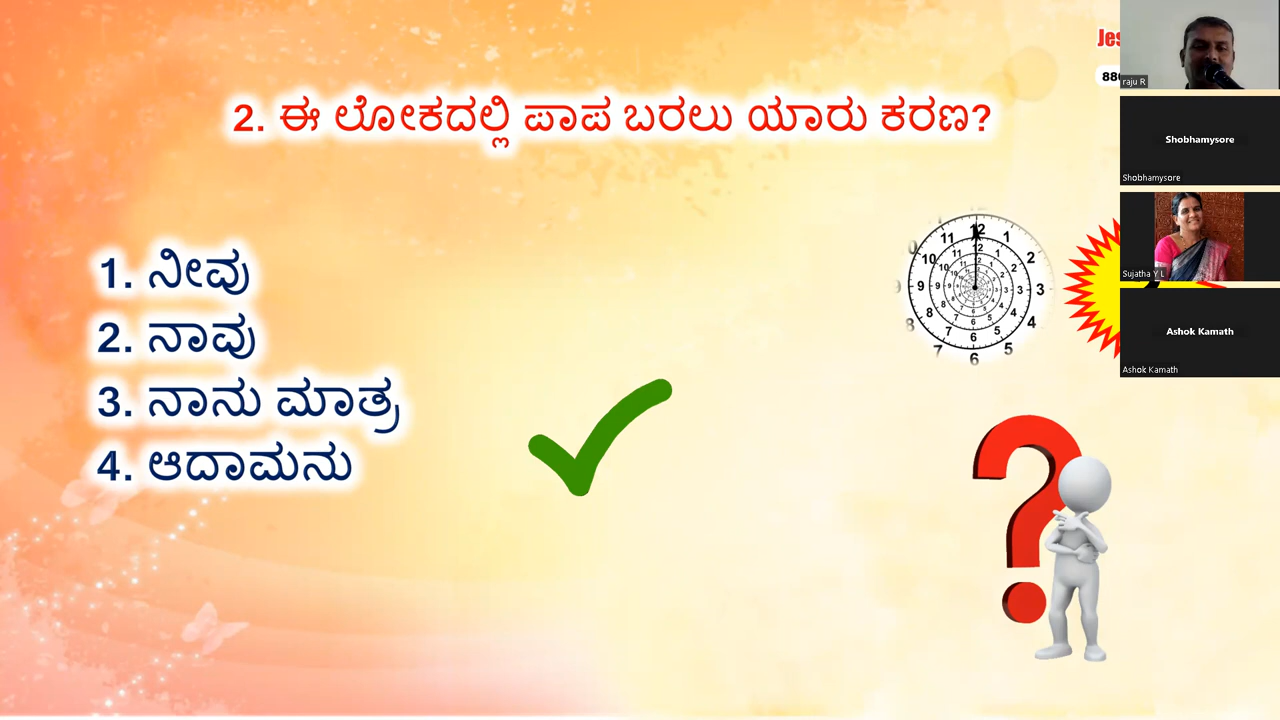 2. ಈ ಲೋಕದಲ್ಲಿ ಪಾಪ ಬರಲು ಯಾರು ಕರಣ?
1. ನೀವು
2. ನಾವು
3. ನಾನು ಮಾತ್ರ
4. ಆದಾಮನು
raju R
Shobhamysore
Shobhamysore
Sujatha Y L
Ashok Kamath
Ashok Kamath